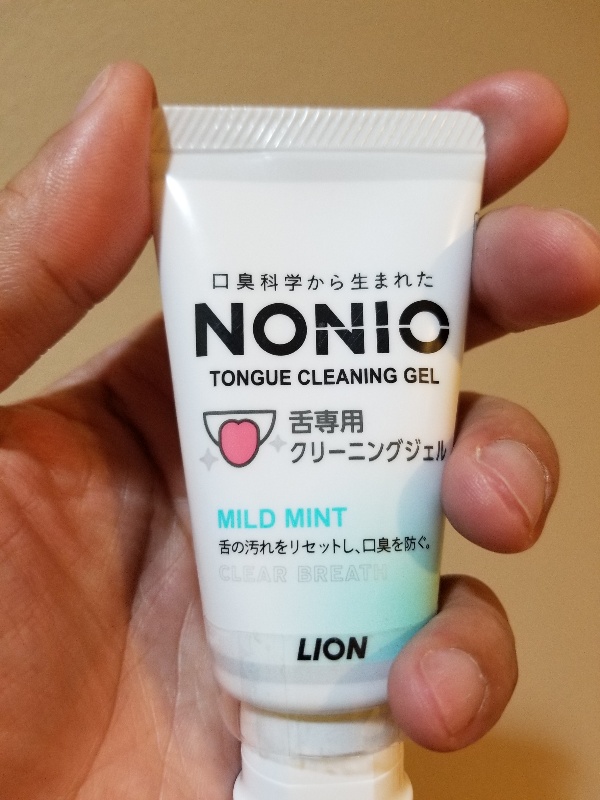 口臭科学から生まれた
NONIO
TONGUE CLEANING GEL
舌専用
クリーニングジェル
MILD MINT
舌の汚れをリセットし、口臭を防ぐ。
CLEAR BREATH
LION